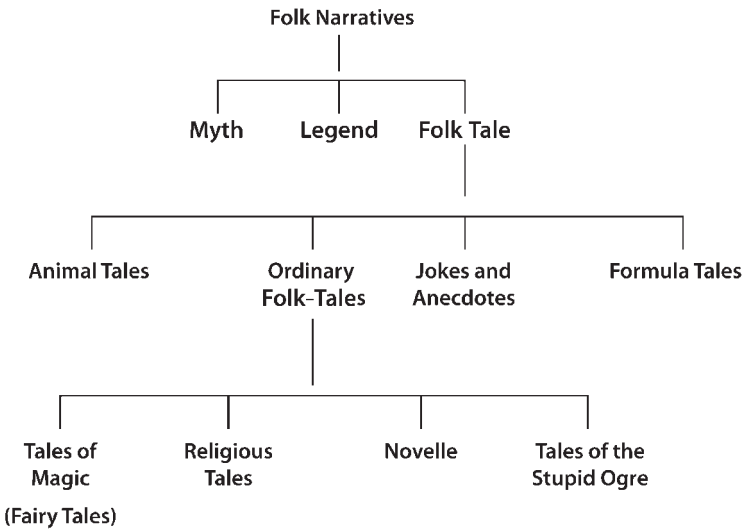 Folk Narratives
Myth
Legend
Folk Tale
Animal Tales
Ordinary
Folk-Tales
Jokes and
Anecdotes
Formula Tales
Tales of
Magic
(Fairy Tales)
Religious
Tales
Novelle
Tales of the
Stupid Ogre